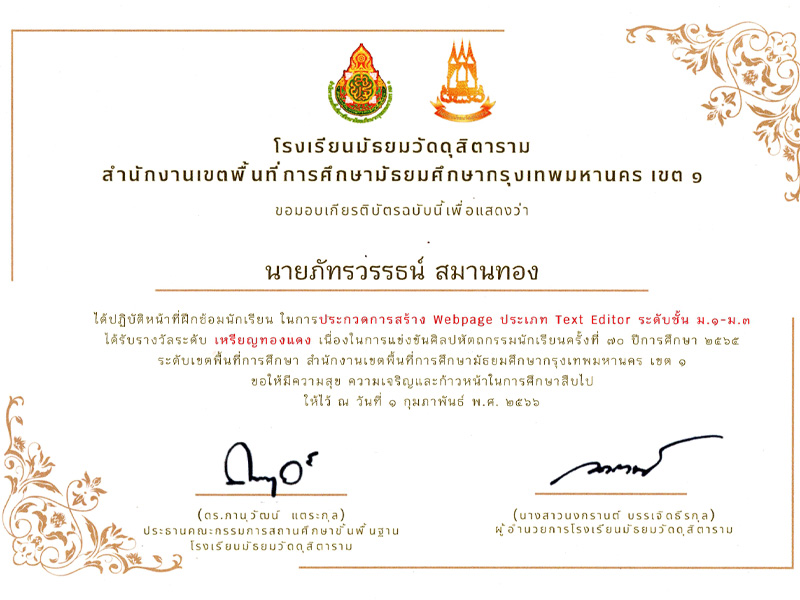 โรงเรียนมัธยมวัดดุสิตาราม
สำนักงานเขตพื้นที่การศึกษามัธยมศึกษากรุงเทพมหานคร เขต ๑
ขอมอบเกียรติบัตรฉบับนี้เพื่อแสดงว่า
นายภัทรวรรธน์ สมานทอง
ได้ปฏิบัติหน้าที่ฝึกซ้อมนักเรียน ในการประกวดการสร้าง Webpage ประเภท Text Editor ระดับชั้น ม.๑-ม.๓
ได้รับรางวัลระดับ เหรียญทองแดง เนื่องในการแข่งขันศิลปหัตถกรรมนักเรียนครั้งที่ ๗๐ ปีการศึกษา ๒๕๖๕
ระดับเขตพื้นที่การศึกษา สำนักงานเขตพื้นที่การศึกษามัธยมศึกษากรุงเทพมหานคร เขต ๑
ขอให้มีความสุข ความเจริญและก้าวหน้าในการศึกษาสืบไป
ให้ไว้ ณ วันที่ ๑ กุมภาพันธ์ พ.ศ. ๒๕๖๖
(ดร.ภานุวัฒน์ แตระกุล)
ประธานคณะกรรมการสถานศึกษาขั้นพื้นฐาน
โรงเรียนมัธยมวัดดุสิตาราม
(นางสาวนงกรานต์ บรรเจิดธีรกุล)
ผู้อำนวยการโรงเรียนมัธยมวัดดุสิตาราม